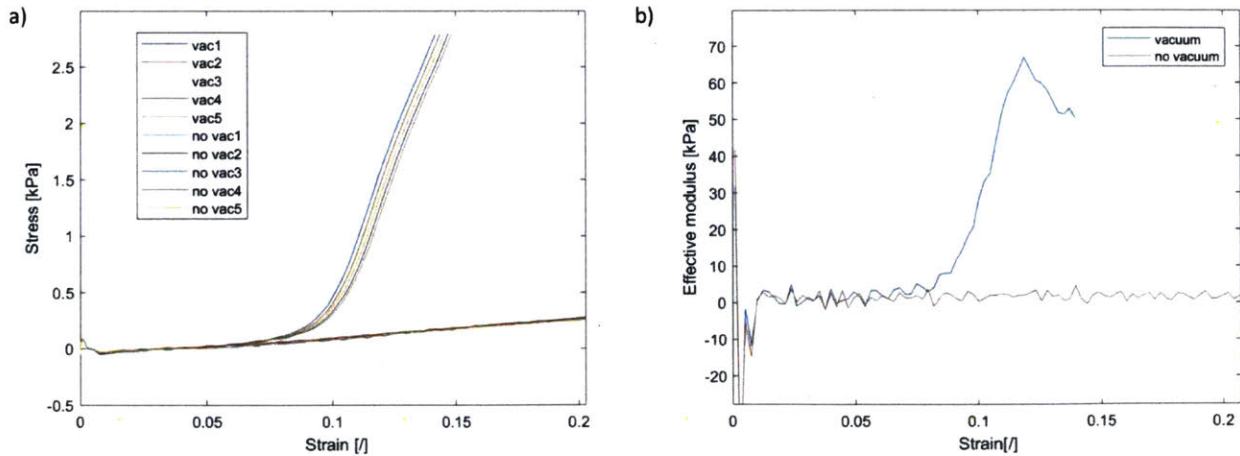 a)
Stress [kPa]
2.5
2
1.5
1
0.5
0
-0.5
vac1
vac2
vac3
vac4
vac5
no vac1
no vac2
no vac3
no vac4
no vac5
0
0.05
0.1
0.15
0.2
Strain [/]
b)
Effective modulus [kPa]
70
60
50
40
30
20
10
0
-10
-20
vacuum
no vacuum
0
0.05
0.1
0.15
0.2
Strain[/]